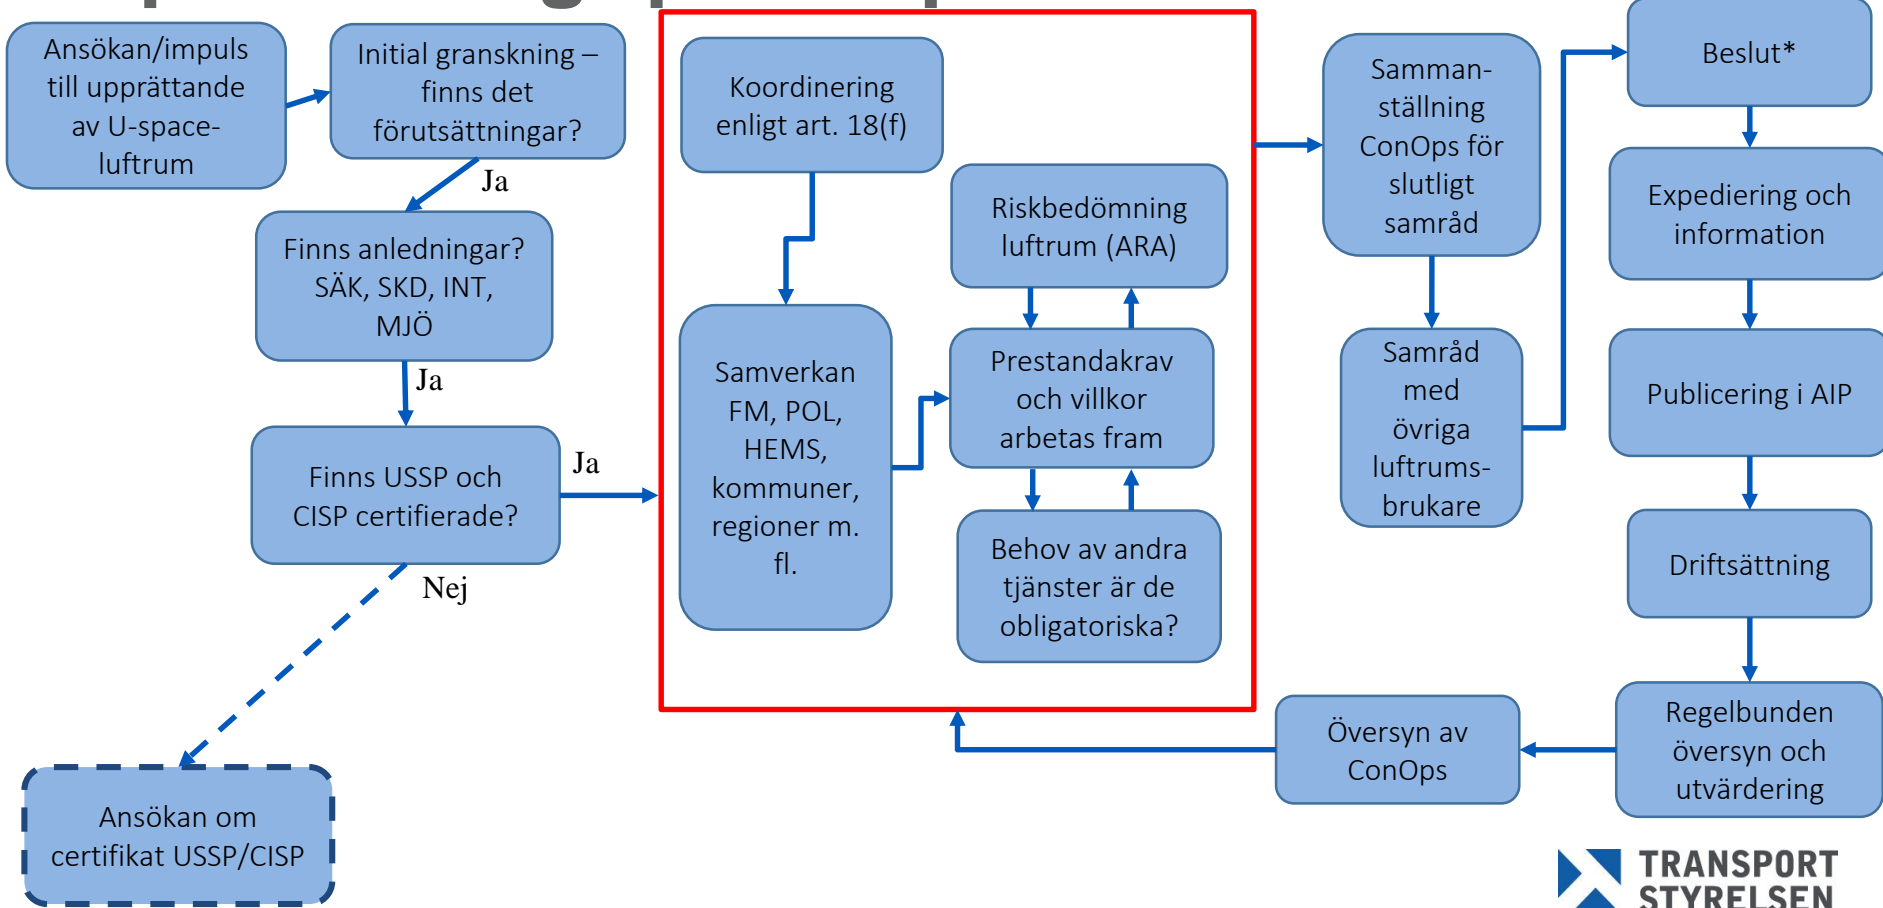 Ansökan/impuls
till upprättande
av U-space-
luftrum
Initial granskning –
finns det
förutsättningar?
Ja
Finns anledningar?
SÄK, SKD, INT,
MJÖ
Ja
Finns USSP och
CISP certifierade?
Ja
Nej
Ansökan om
certifikat USSP/CISP
Koordinering
enligt art. 18(f)
Samverkan
FM, POL,
HEMS,
kommuner,
regioner m.
fl.
Riskbedömning
luftrum (ARA)
Prestandakrav
och villkor
arbetas fram
Behov av andra
tjänster är de
obligatoriska?
Samman-
ställning
ConOps för
slutligt
samråd
Samråd
med
övriga
luftrums-
brukare
Beslut*
Expediering och
information
Publicering i AIP
Driftsättning
Regelbunden
översyn och
utvärdering
Översyn av
ConOps
TRANSPORT
STYRELSEN